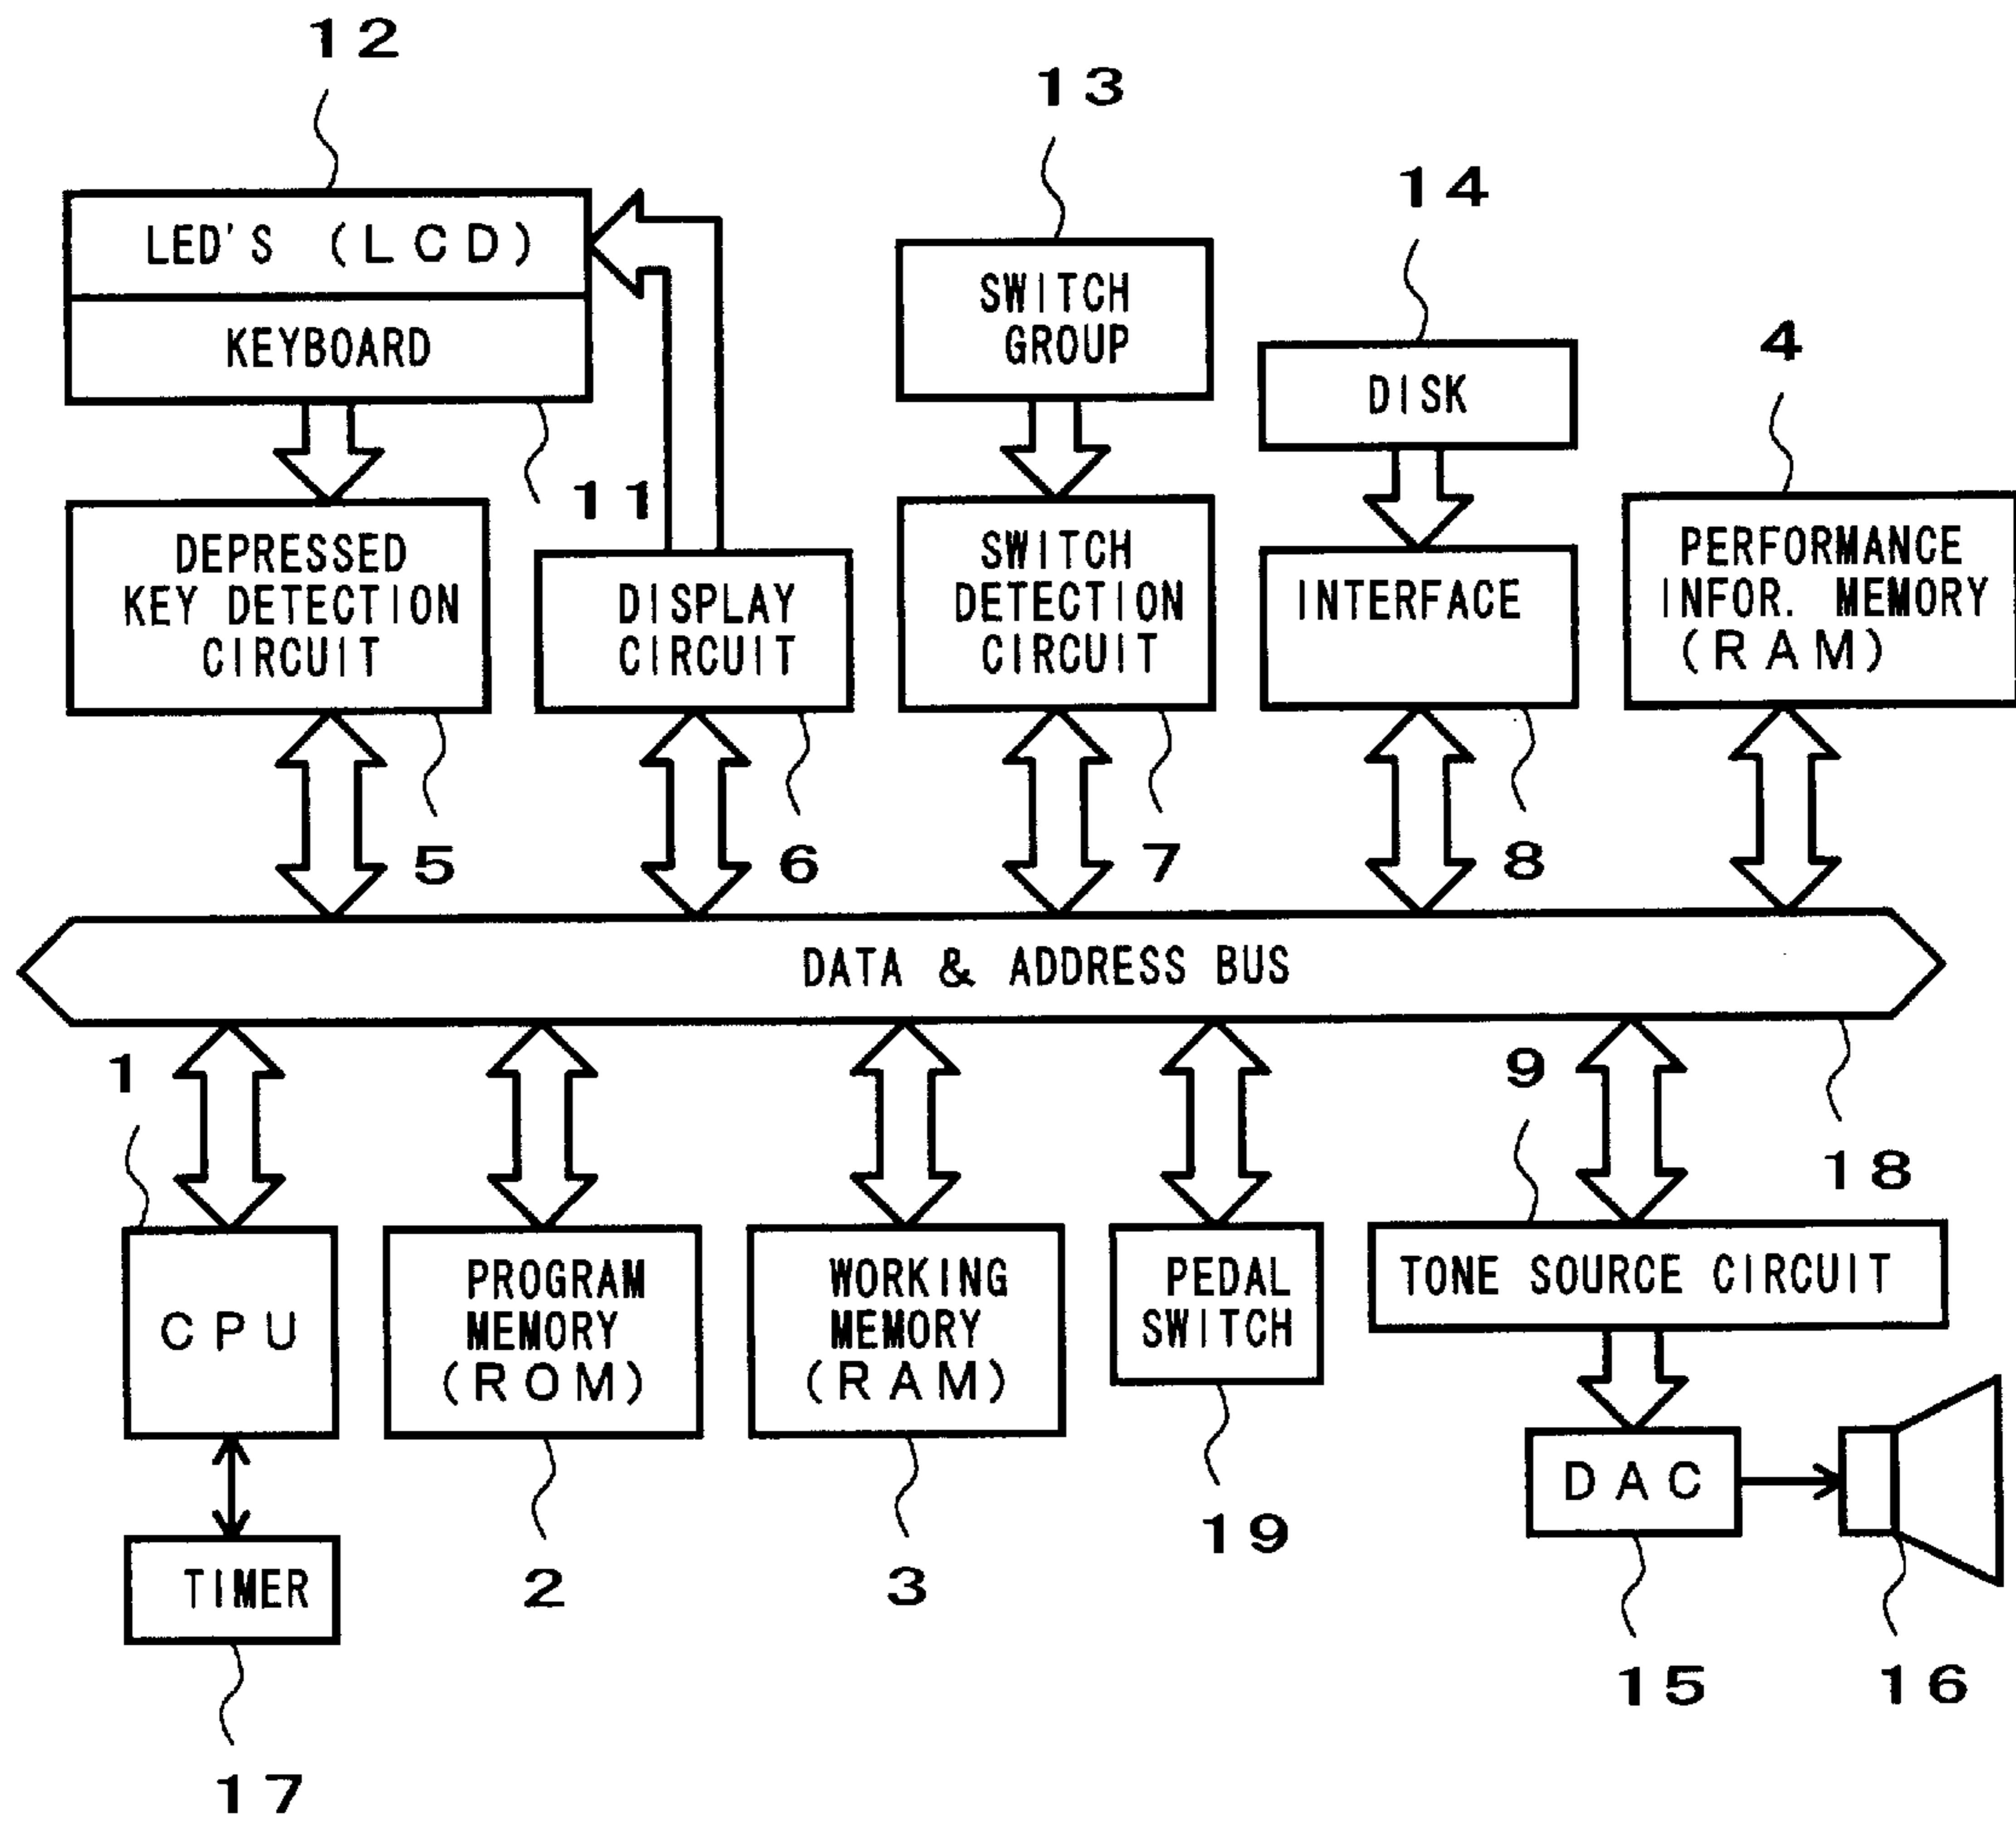 12
13
14
LED'S (LCD)
KEYBOARD
SWITCH
GROUP
DISK
4
11
DEPRESSED
KEY DETECTION
CIRCUIT
DISPLAY
CIRCUIT
SWITCH
DETECTION
CIRCUIT
INTERFACE
PERFORMANCE
INFOR. MEMORY
(RAM)
5
6
7
8
DATA & ADDRESS BUS
1
9
18
CPU
PROGRAM
MEMORY
(ROM)
WORKING
MEMORY
(RAM)
PEDAL
SWITCH
TONE SOURCE CIRCUIT
DAC
TIMER
2
3
19
15
16
17